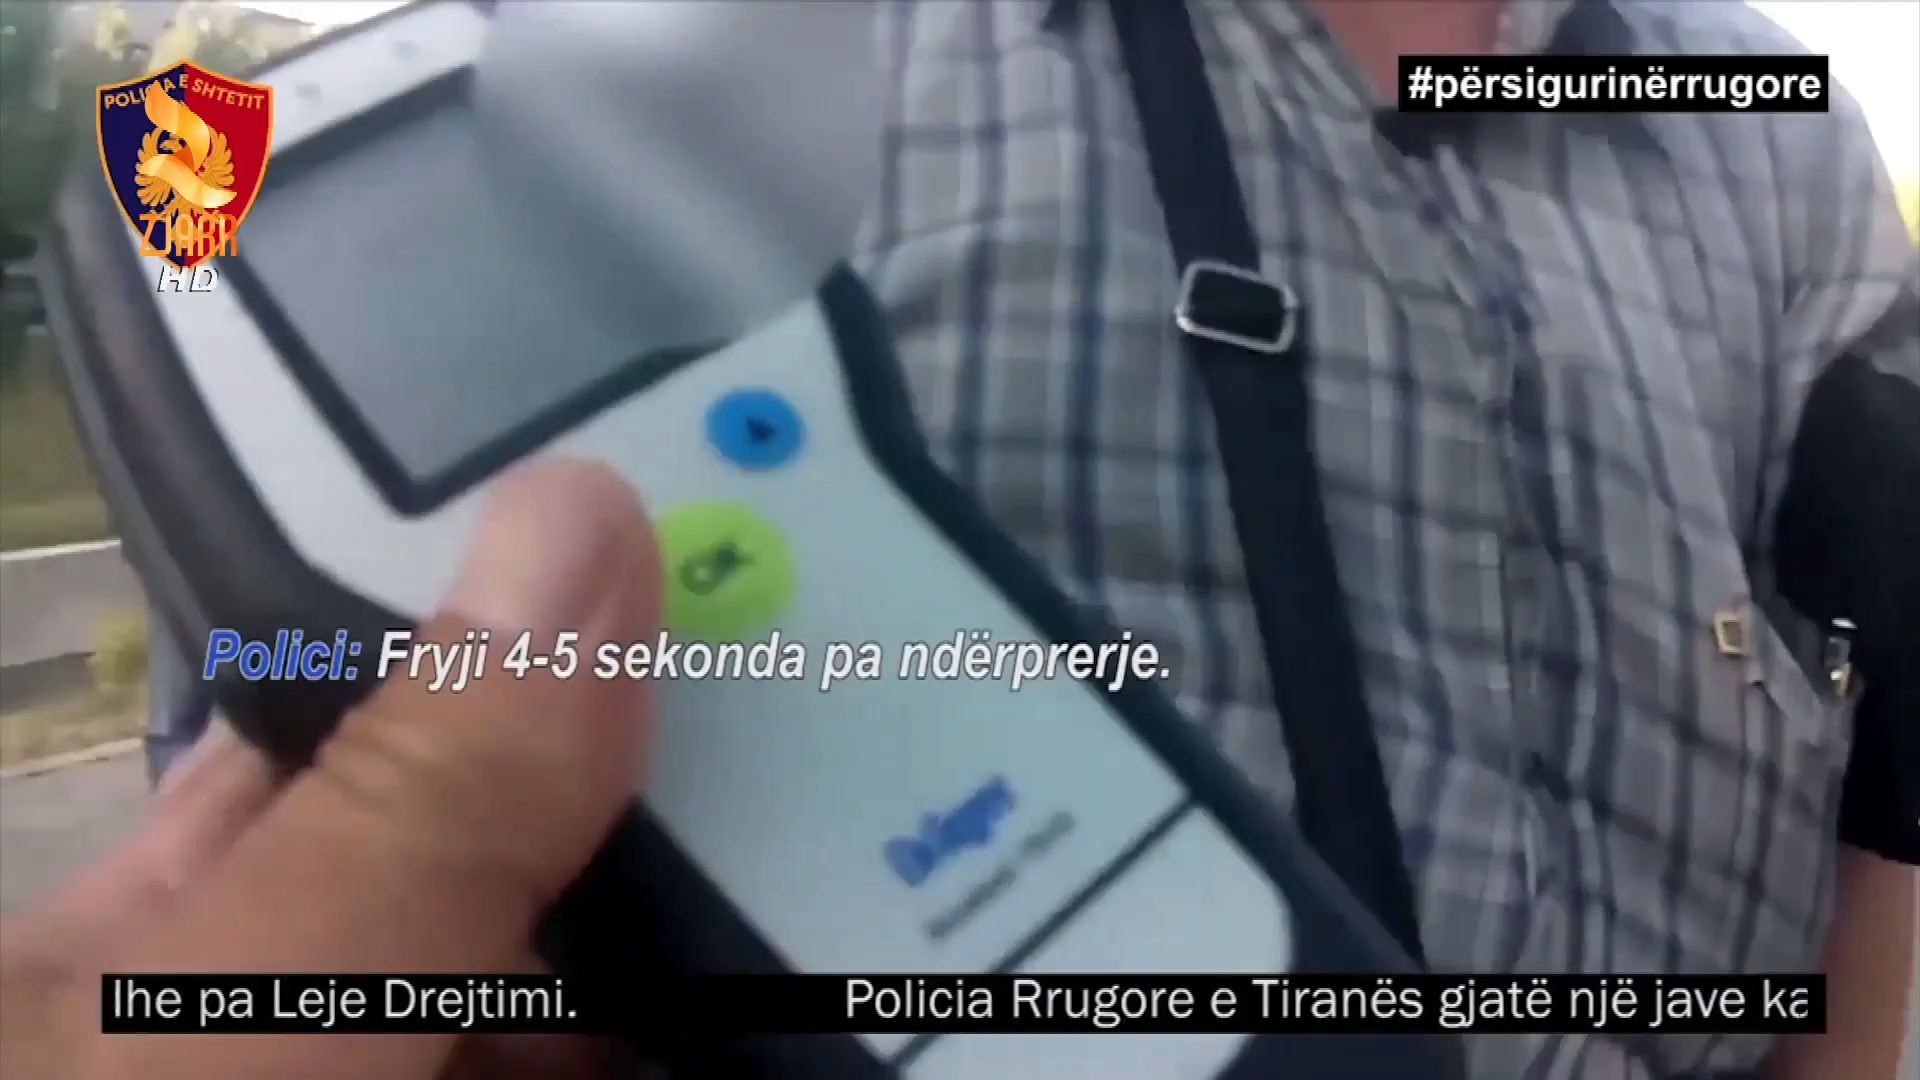 POLICIA E SHTETIT
ZJARR
HD
#përsigurinërrugore
OK
Polici: Fryji 4-5 sekonda pa ndërprerje.
lhe pa Leje Drejtimi. Policia Rrugore e Tiranës gjatë një jave ka